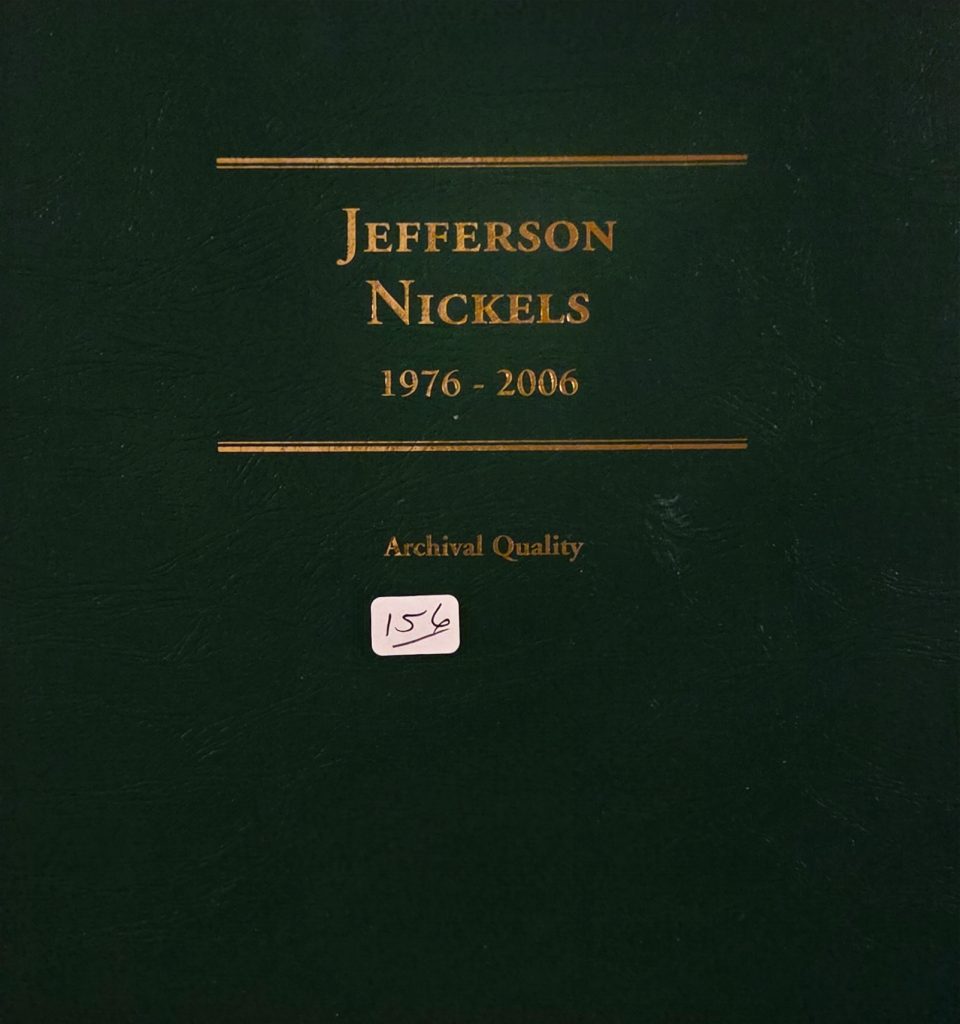 JEFFERSON
NICKELS
1976 - 2006
Archival Quality
156